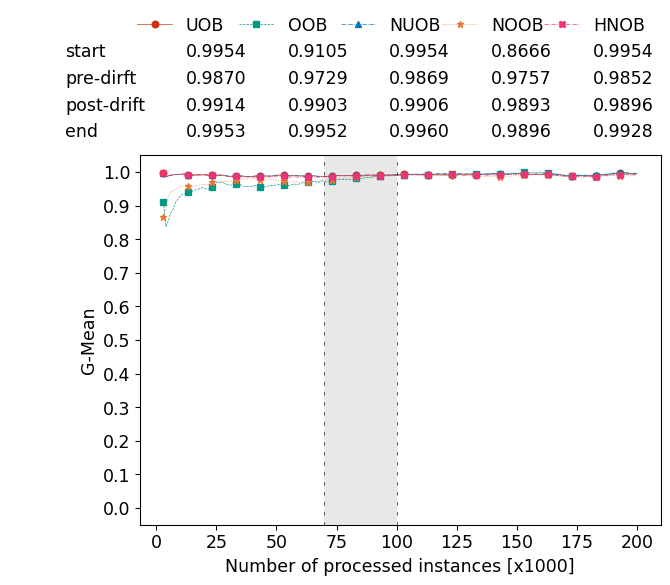 UOB OOB NUOB NOOB HNOB
start 0.9954 0.9105 0.9954 0.8666 0.9954
pre-dirft 0.9870 0.9729 0.9869 0.9757 0.9852
post-drift 0.9914 0.9903 0.9906 0.9893 0.9896
end 0.9953 0.9952 0.9960 0.9896 0.9928
1.0
0.9
0.8
0.7
0.6
0.5
0.4
0.3
0.2
0.1
0.0
G-Mean
0 25 50 75 100 125 150 175 200
Number of processed instances [x1000]